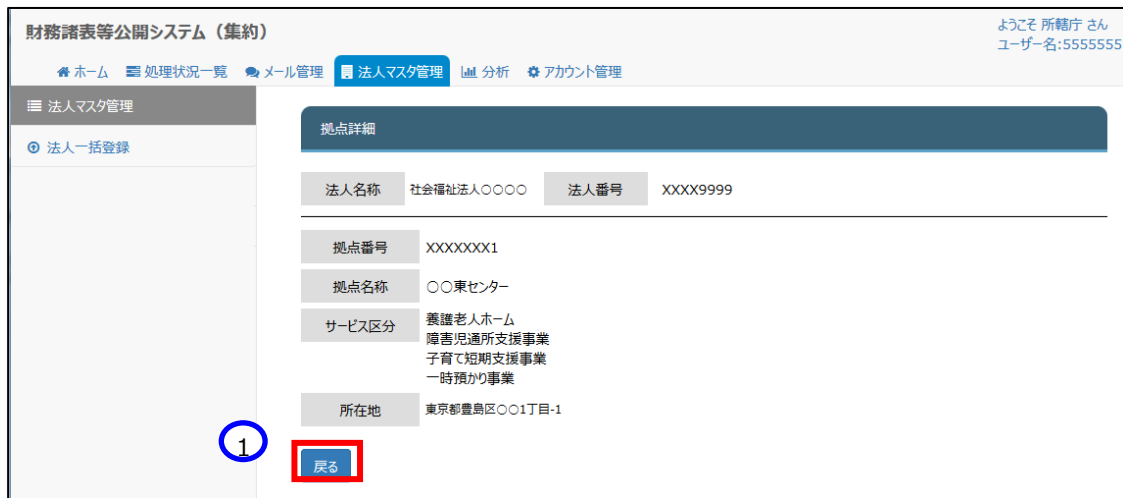 財務諸表等公開システム（集約）
ようこそ 所轄庁 さん
ユーザー名:5555555
ホーム 処理状況一覧 メール管理 法人マスタ管理 分析 アカウント管理
法人マスタ管理
法人一括登録
拠点詳細
法人名称 社会福祉法人○○○○ 法人番号 XXXX9999
拠点番号 XXXXXXX1
拠点名称 ○○東センター
サービス区分 養護老人ホーム
障害児通所支援事業
子育て短期支援事業
一時預かり事業
所在地 東京都豊島区○○1丁目-1
1
戻る